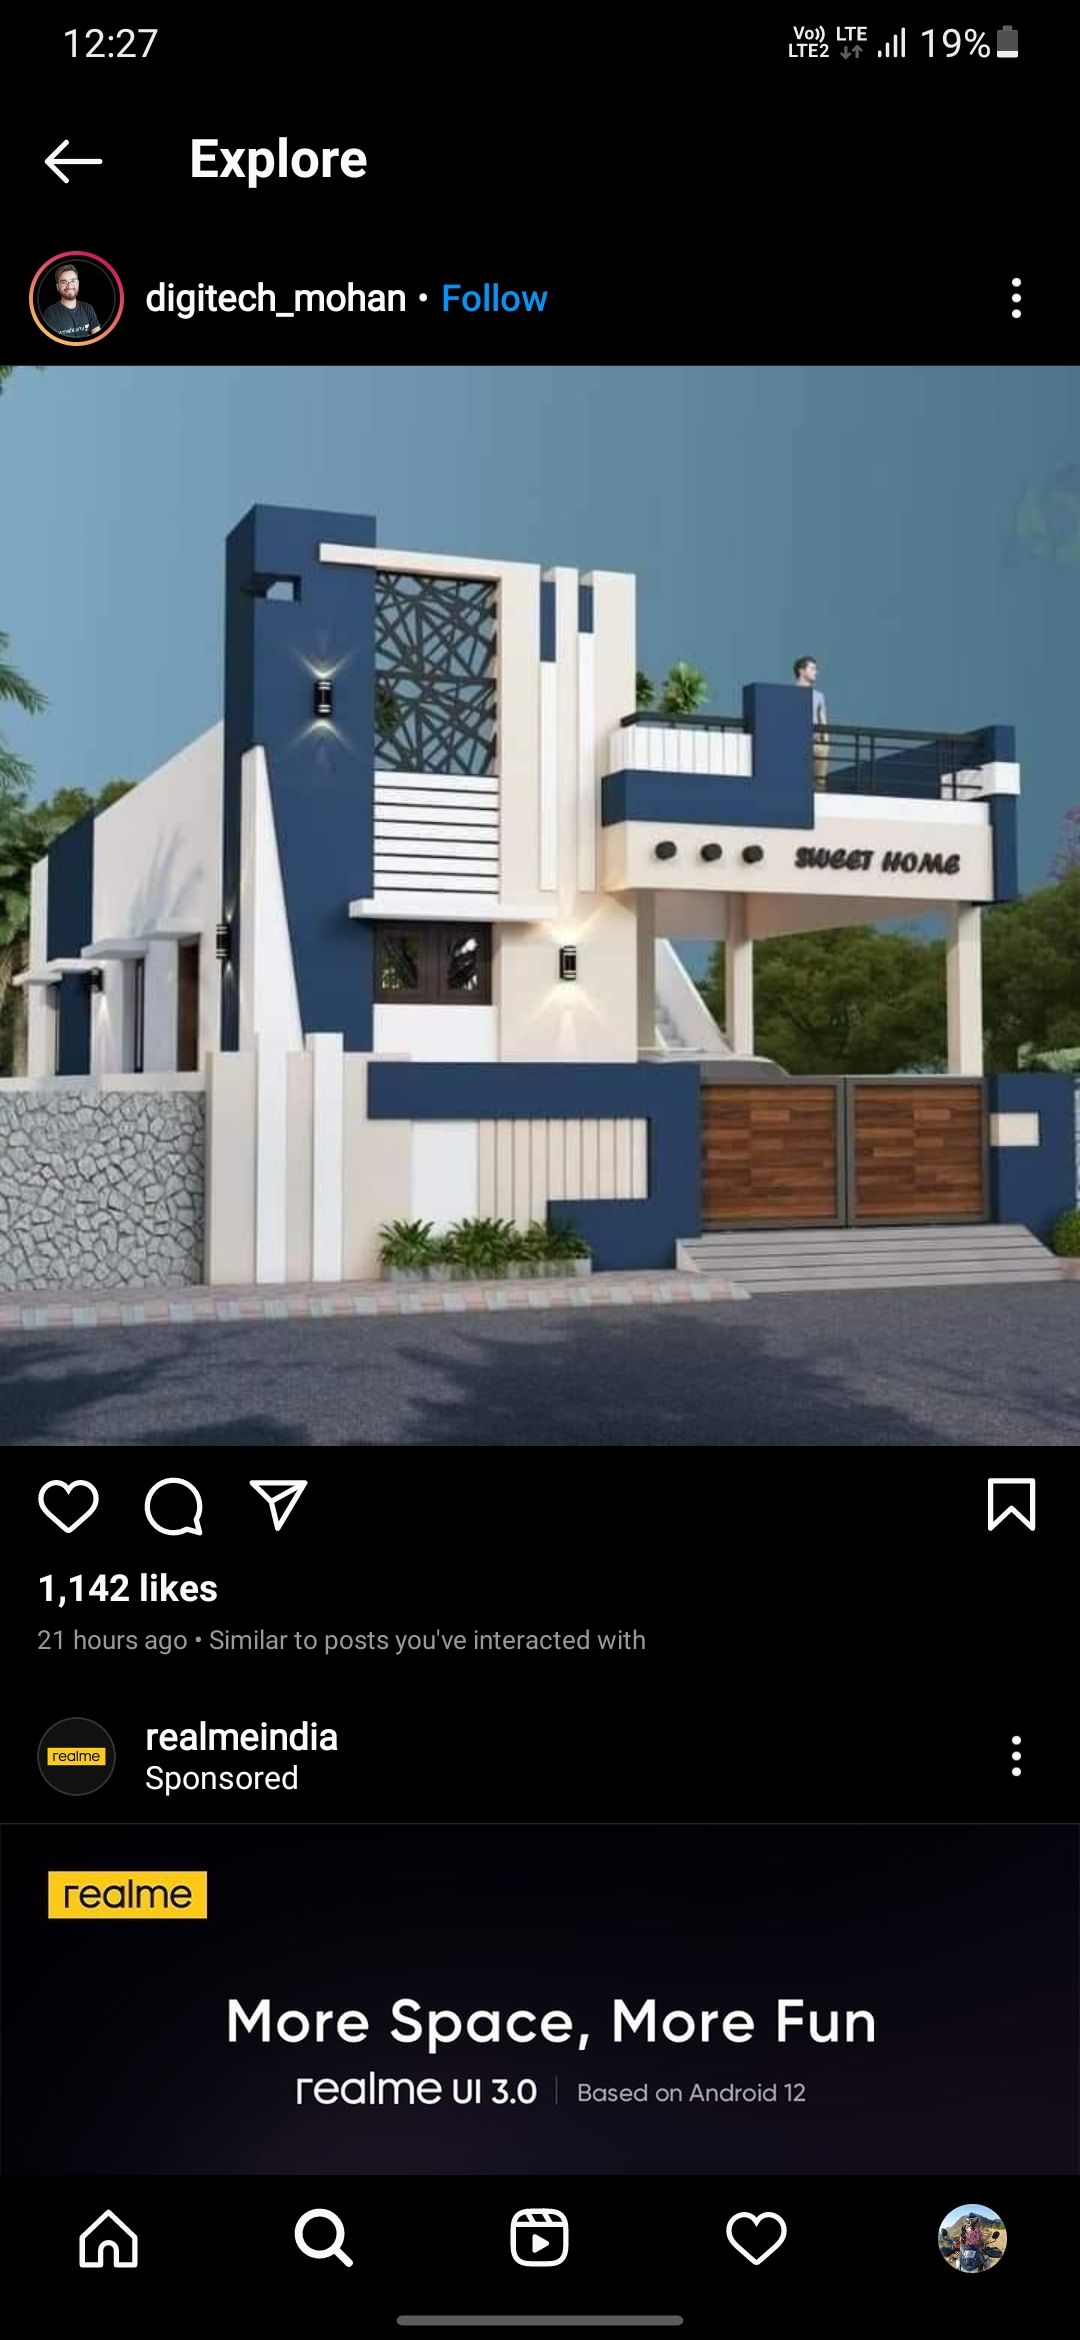 12:27
Vo)) LTE
LTE2
19%
Explore
digitech_mohan • Follow
SWEET HOME
1,142 likes
21 hours ago • Similar to posts you've interacted with
realme
realmeindia
Sponsored
realme
More Space, More Fun
realme UI 3.0 | Based on Android 12